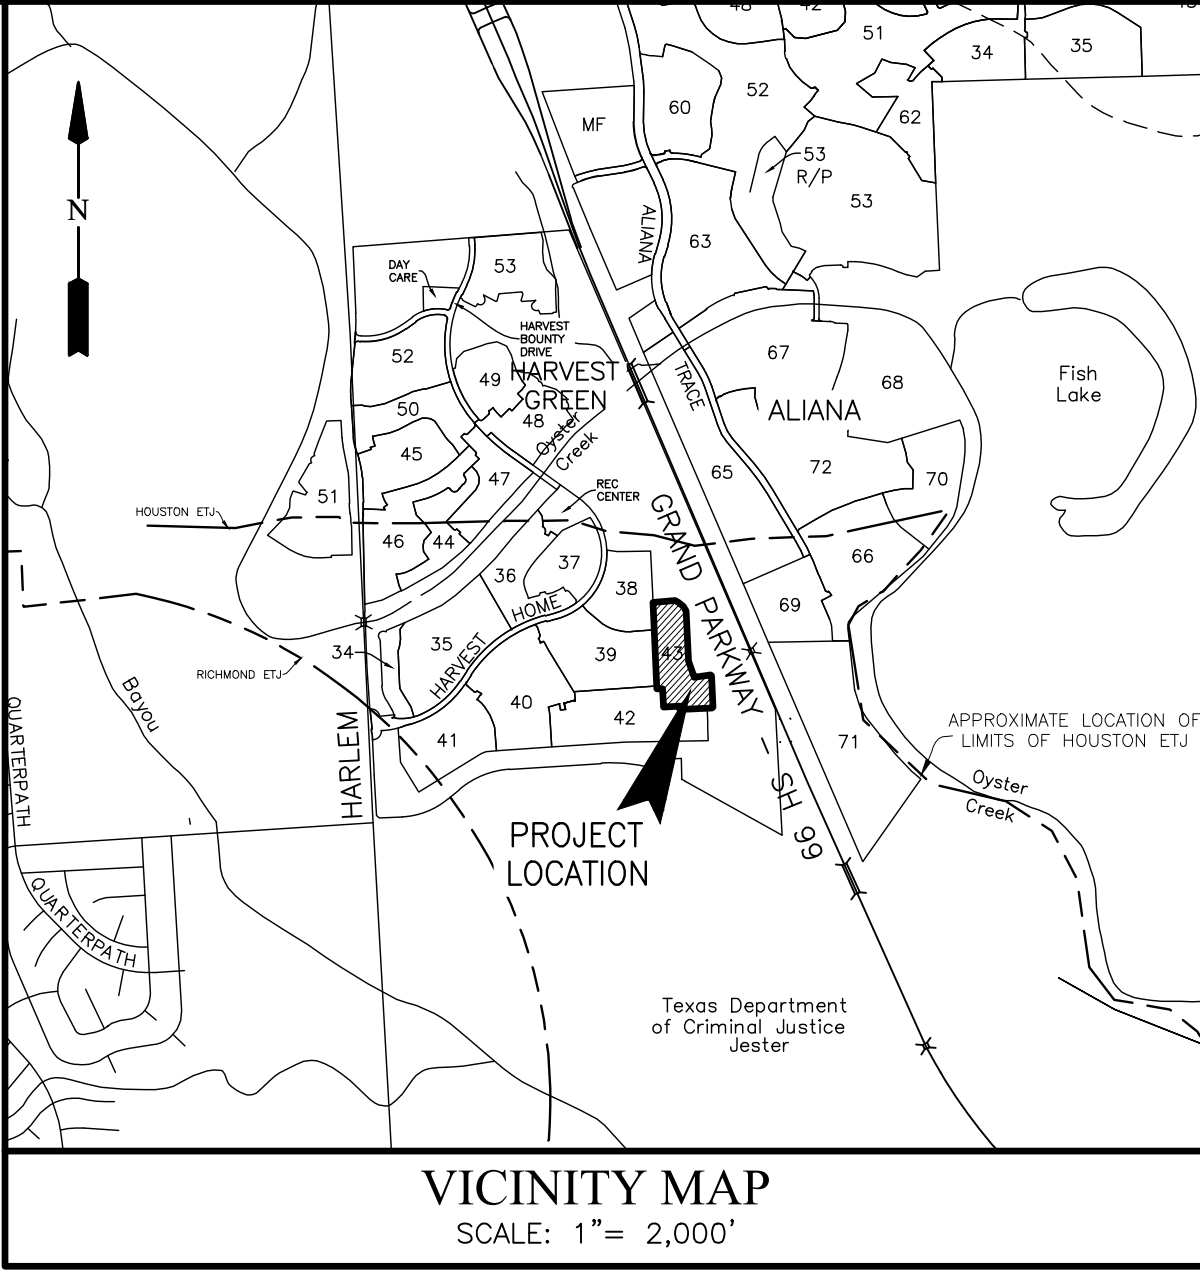 48
42
51
34
35
52
60
62
MF
53
R/P
53
N
ALIANA
63
DAY
CARE
53
HARVEST
BOUNTY
DRIVE
HARVEST
GREEN
52
49
50
48
Oyster
Creek
45
47
51
TRACE
67
68
ALIANA
Fish
Lake
65
72
70
HOUSTON ETJ
REC
CENTER
46
44
GRAND PARKWAY - SH 99
36
37
38
66
69
HOME
HARVEST
34
35
39
43
RICHMOND ETJ
40
42
41
71
Bayou
QUARTERPATH
HARLEM
APPROXIMATE LOCATION OF
LIMITS OF HOUSTON ETJ
Oyster
Creek
PROJECT
LOCATION
QUARTERPATH
Texas Department
of Criminal Justice
Jester
VICINITY MAP
SCALE: 1"= 2,000'